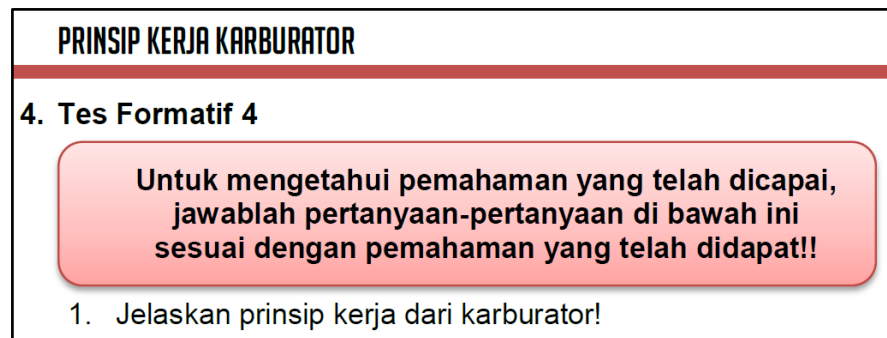 PRINSIP KERJA KARBURATOR
4. Tes Formatif 4
Untuk mengetahui pemahaman yang telah dicapai,
jawablah pertanyaan-pertanyaan di bawah ini
sesuai dengan pemahaman yang telah didapat!!
1. Jelaskan prinsip kerja dari karburator!